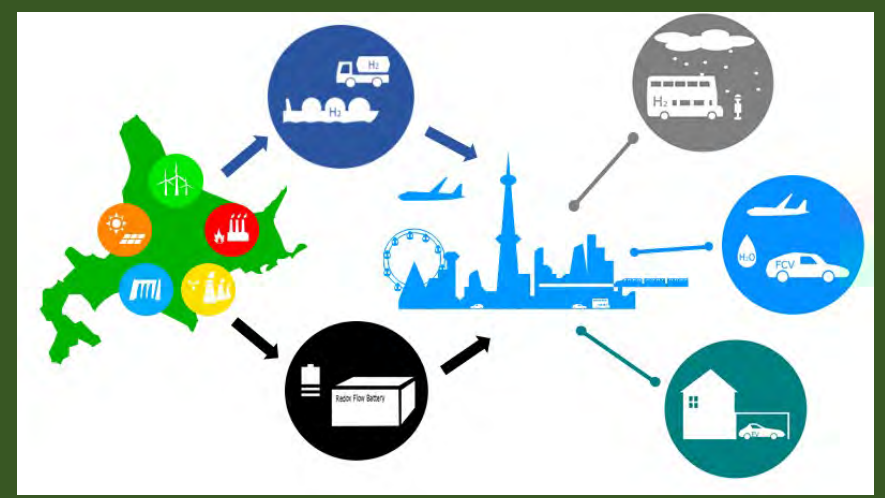 H₂
H₂
H₂
H₂O
FCV
Redox Flow Battery